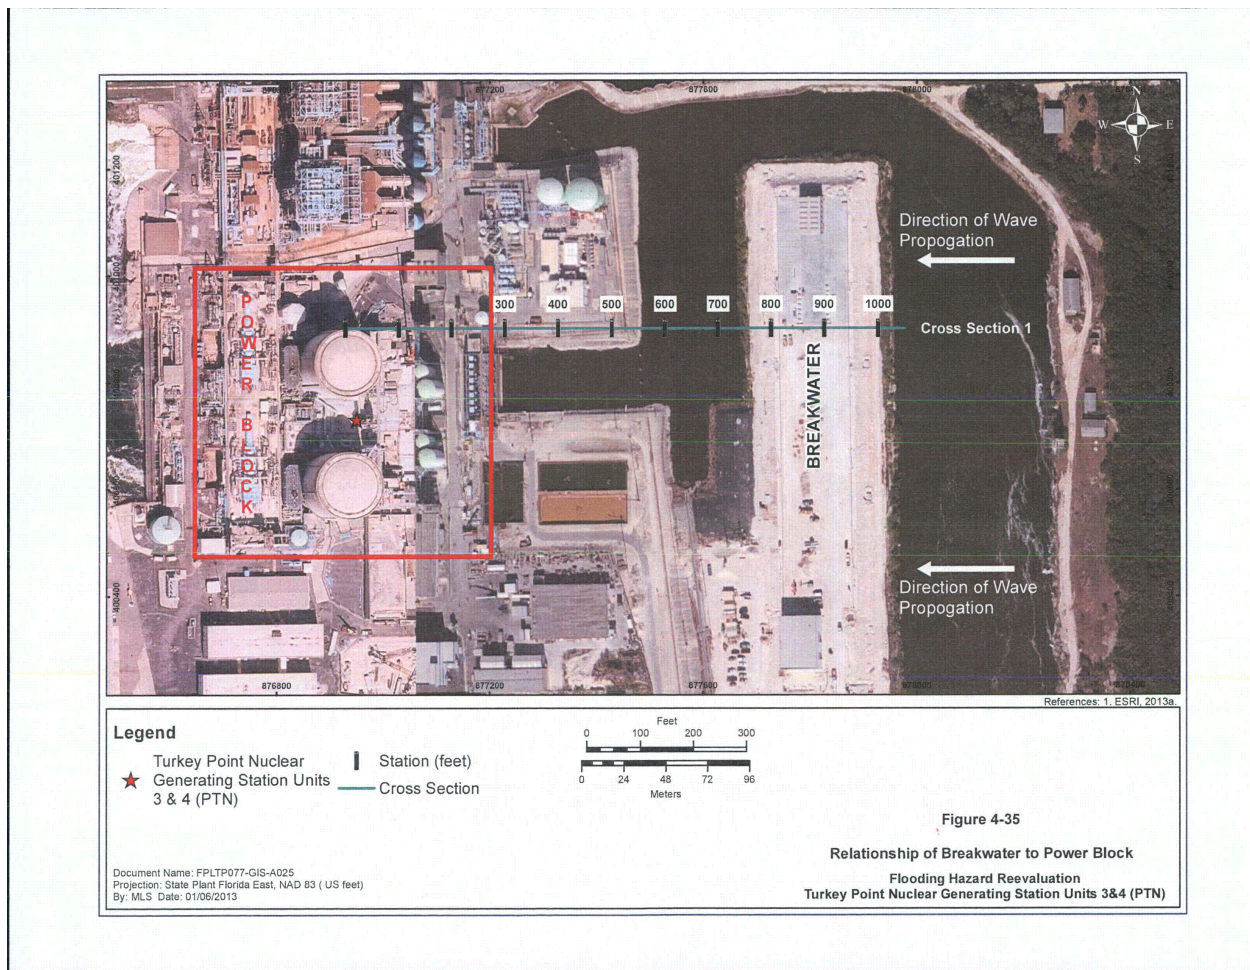 877200
877600
878000
N
W E
S
401200
Direction of Wave
Propogation
300 400 500 600 700 800 900 1000
Cross Section 1
POWER BLOCK
BREAKWATER
Direction of Wave
Propogation
400400
876800
877200
877600
878000
878400
References: 1. ESRI, 2013a.
Legend
Turkey Point Nuclear
Generating Station Units
3 & 4 (PTN)
Station (feet)
Cross Section
Feet
0 100 200 300
0 24 48 72 96
Meters
Figure 4-35
Relationship of Breakwater to Power Block
Flooding Hazard Reevaluation
Turkey Point Nuclear Generating Station Units 3&4 (PTN)
Document Name: FPLTP077-GIS-A025
Projection: State Plant Florida East, NAD 83 ( US feet)
By: MLS Date: 01/06/2013